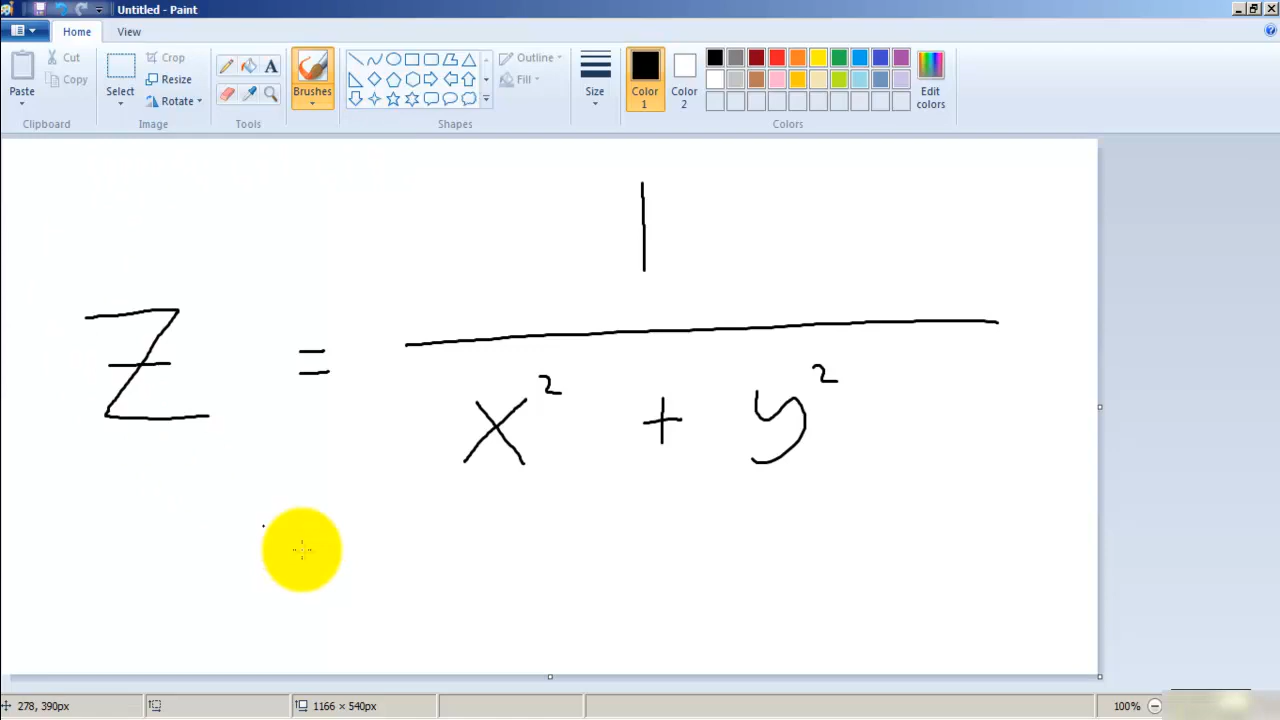 Untitled - Paint
Home View
Paste Cut Copy Clipboard
Select Crop Resize Rotate Image
A Tools
Brushes
Outline Fill Shapes
Size
Color 1 Color 2 Edit colors Colors
1
Z = ─────
x² + y²
278, 390px 1166 × 540px 100%